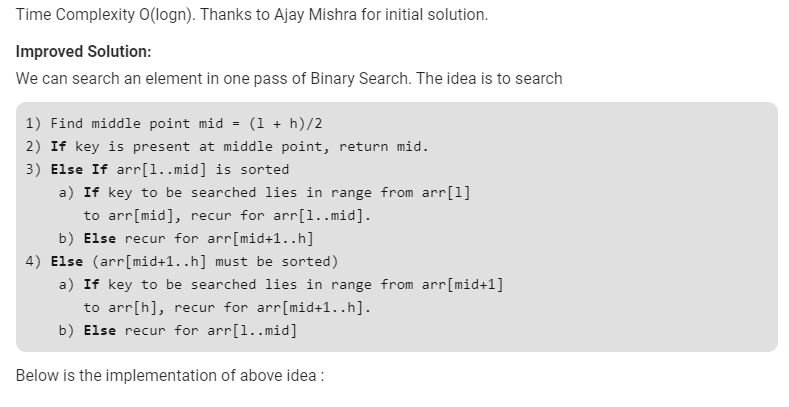 Time Complexity O(logn). Thanks to Ajay Mishra for initial solution.
Improved Solution:
We can search an element in one pass of Binary Search. The idea is to search
1) Find middle point mid = (l + h)/2
2) If key is present at middle point, return mid.
3) Else If arr[l..mid] is sorted
a) If key to be searched lies in range from arr[l]
to arr[mid], recur for arr[l..mid].
b) Else recur for arr[mid+1..h]
4) Else (arr[mid+1..h] must be sorted)
a) If key to be searched lies in range from arr[mid+1]
to arr[h], recur for arr[mid+1..h].
b) Else recur for arr[l..mid]
Below is the implementation of above idea :